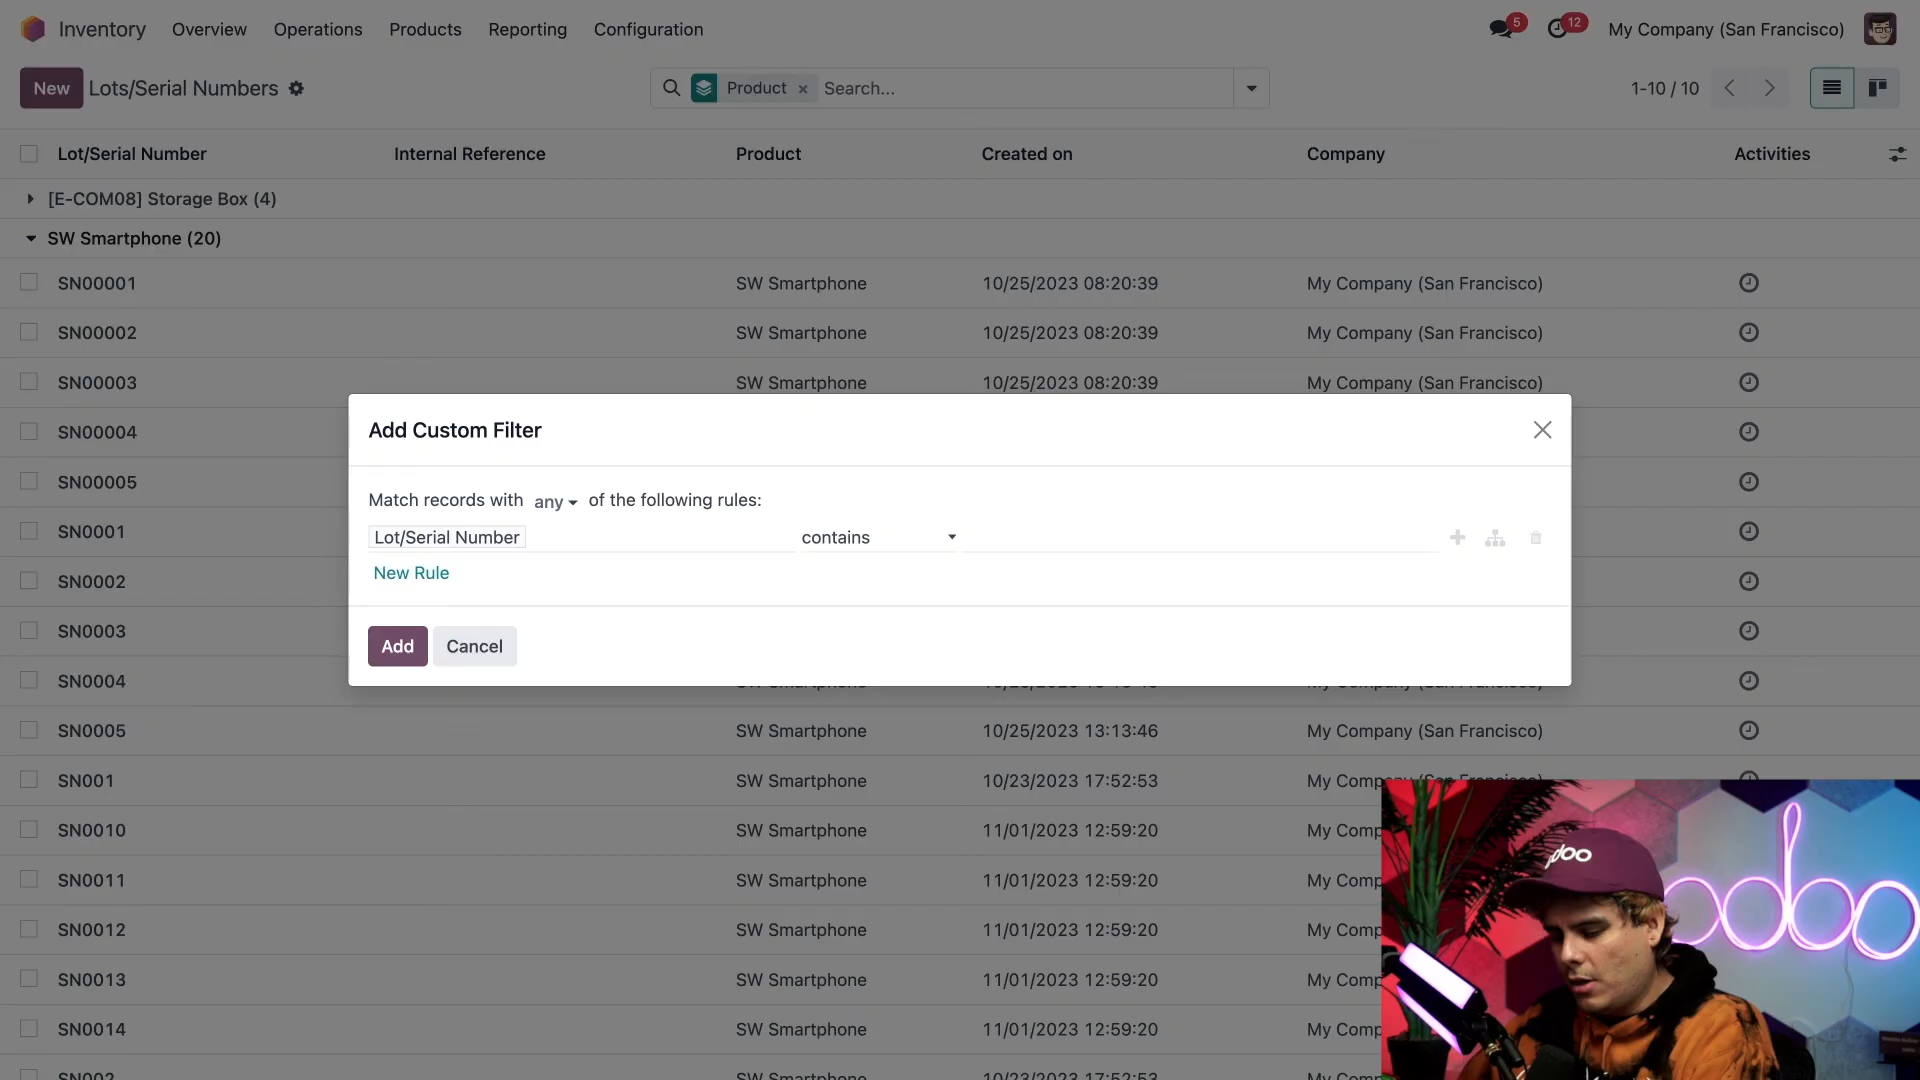 Inventory Overview Operations Products Reporting Configuration 5 12 My Company (San Francisco)
New Lots/Serial Numbers Product × Search... 1-10 / 10
Lot/Serial Number Internal Reference Product Created on Company Activities
[E-COM08] Storage Box (4)
SW Smartphone (20)
SN00001 SW Smartphone 10/25/2023 08:20:39 My Company (San Francisco)
SN00002 SW Smartphone 10/25/2023 08:20:39 My Company (San Francisco)
SN00003 SW Smartphone 10/25/2023 08:20:39 My Company (San Francisco)
SN00004
SN00005
SN0001
SN0002
SN0003
SN0004
Add Custom Filter
Match records with any of the following rules:
Lot/Serial Number contains
New Rule
Add Cancel
SN0005 SW Smartphone 10/25/2023 13:13:46 My Company (San Francisco)
SN001 SW Smartphone 10/23/2023 17:52:53 My Company (San Francisco)
SN0010 SW Smartphone 11/01/2023 12:59:20 My Comp
SN0011 SW Smartphone 11/01/2023 12:59:20 My Comp
SN0012 SW Smartphone 11/01/2023 12:59:20 My Comp
SN0013 SW Smartphone 11/01/2023 12:59:20 My Comp
SN0014 SW Smartphone 11/01/2023 12:59:20 My Comp
SN002 SW Smartphone 10/23/2023 17:52:53 My Comp
odoo
odoo